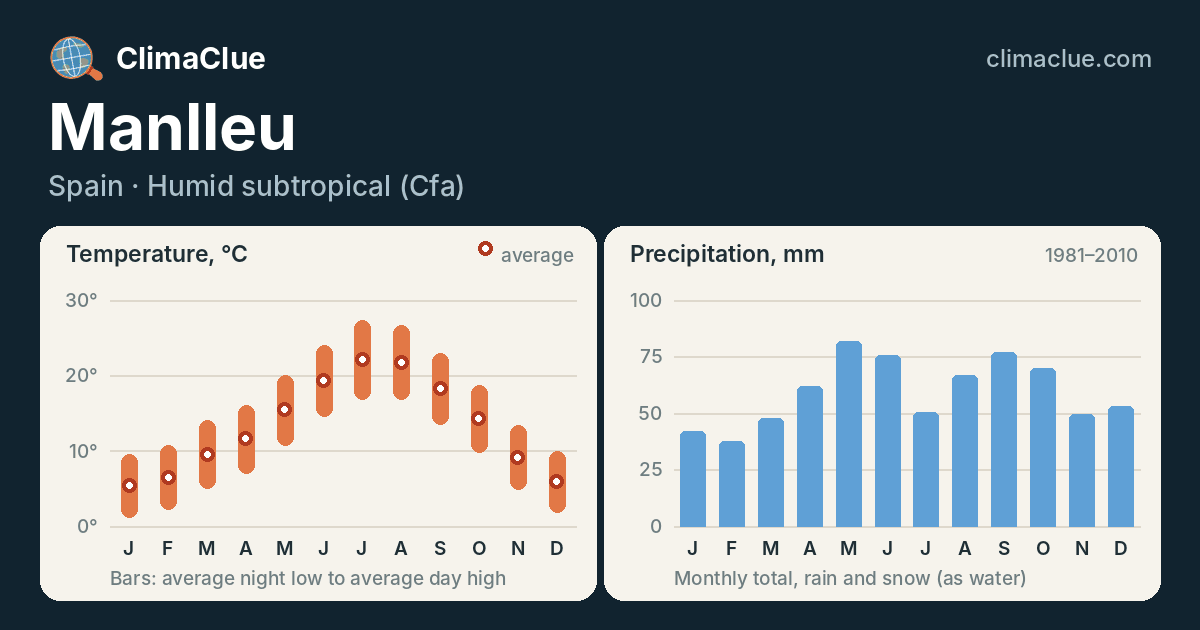 ClimaClue
climaclue.com
Manlleu
Spain · Humid subtropical (Cfa)
Temperature, °C
average
30°
20°
10°
0°
J F M A M J J A S O N D
Bars: average night low to average day high
Precipitation, mm
1981–2010
100
75
50
25
0
J F M A M J J A S O N D
Monthly total, rain and snow (as water)